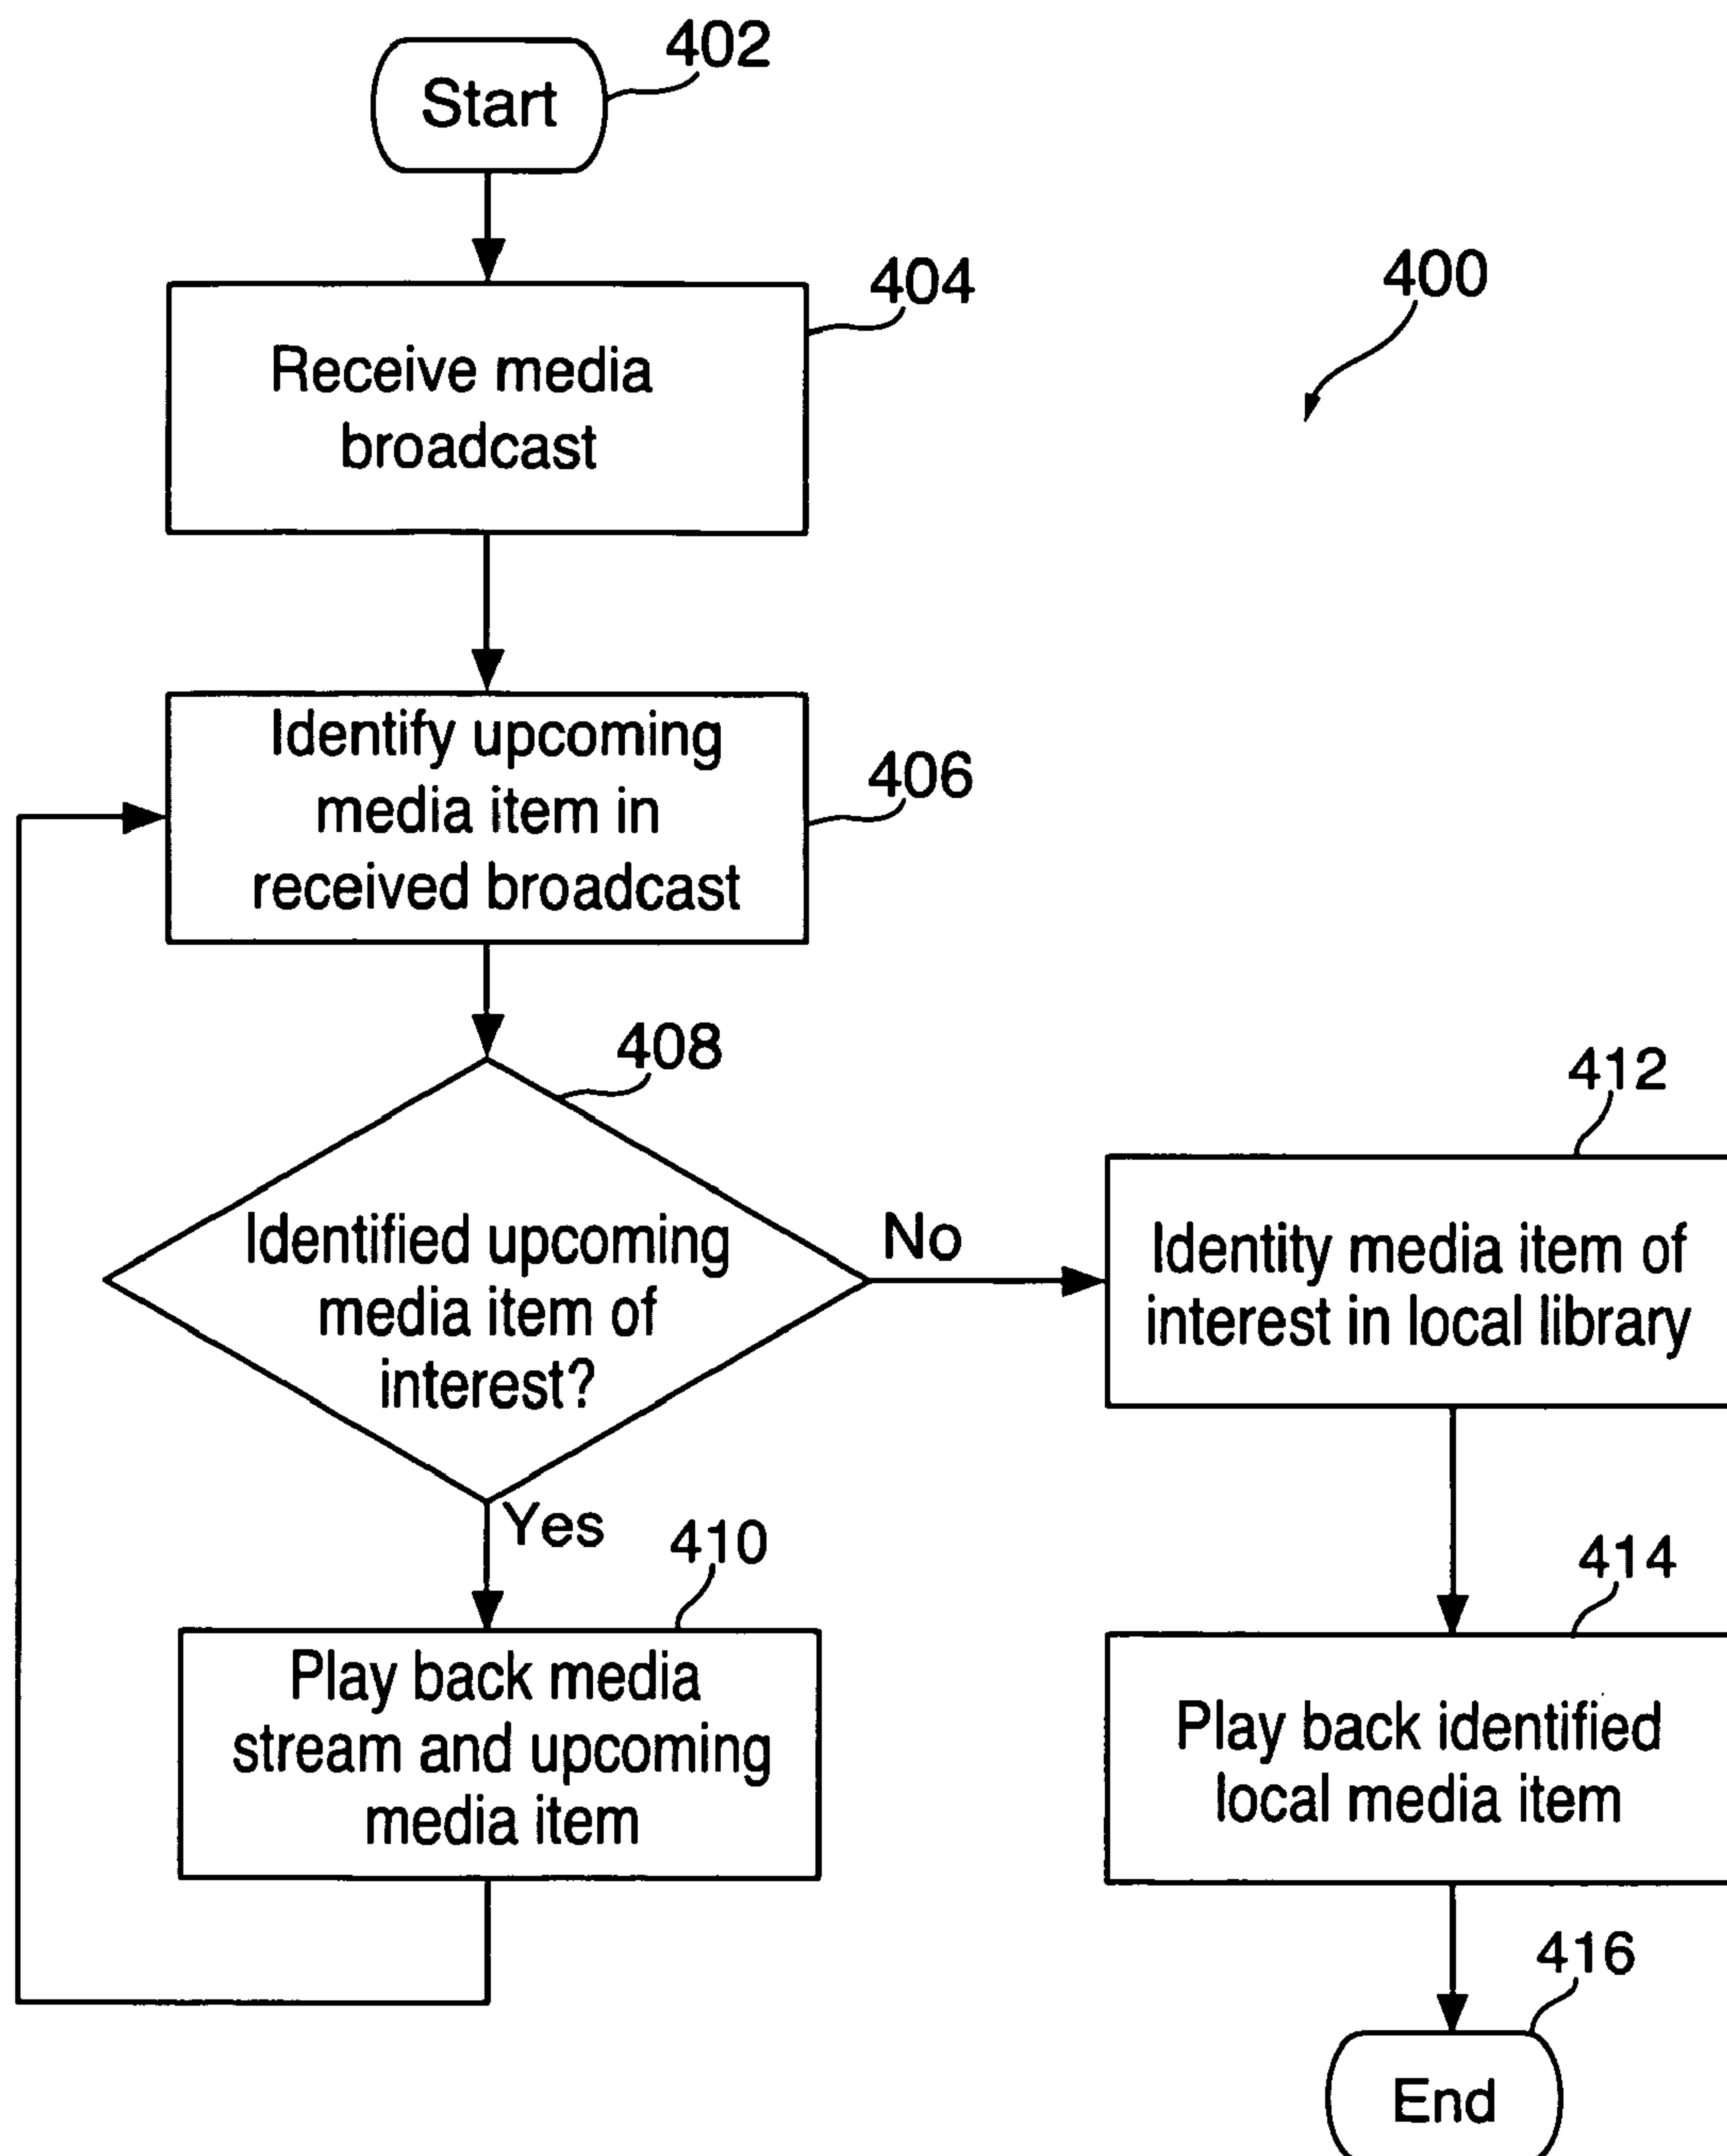 402
Start
404
Receive media
broadcast
400
406
Identify upcoming
media item in
received broadcast
408
Identified upcoming
media item of
interest?
No
Yes
412
Identity media item of
interest in local library
410
Play back media
stream and upcoming
media item
414
Play back identified
local media item
416
End